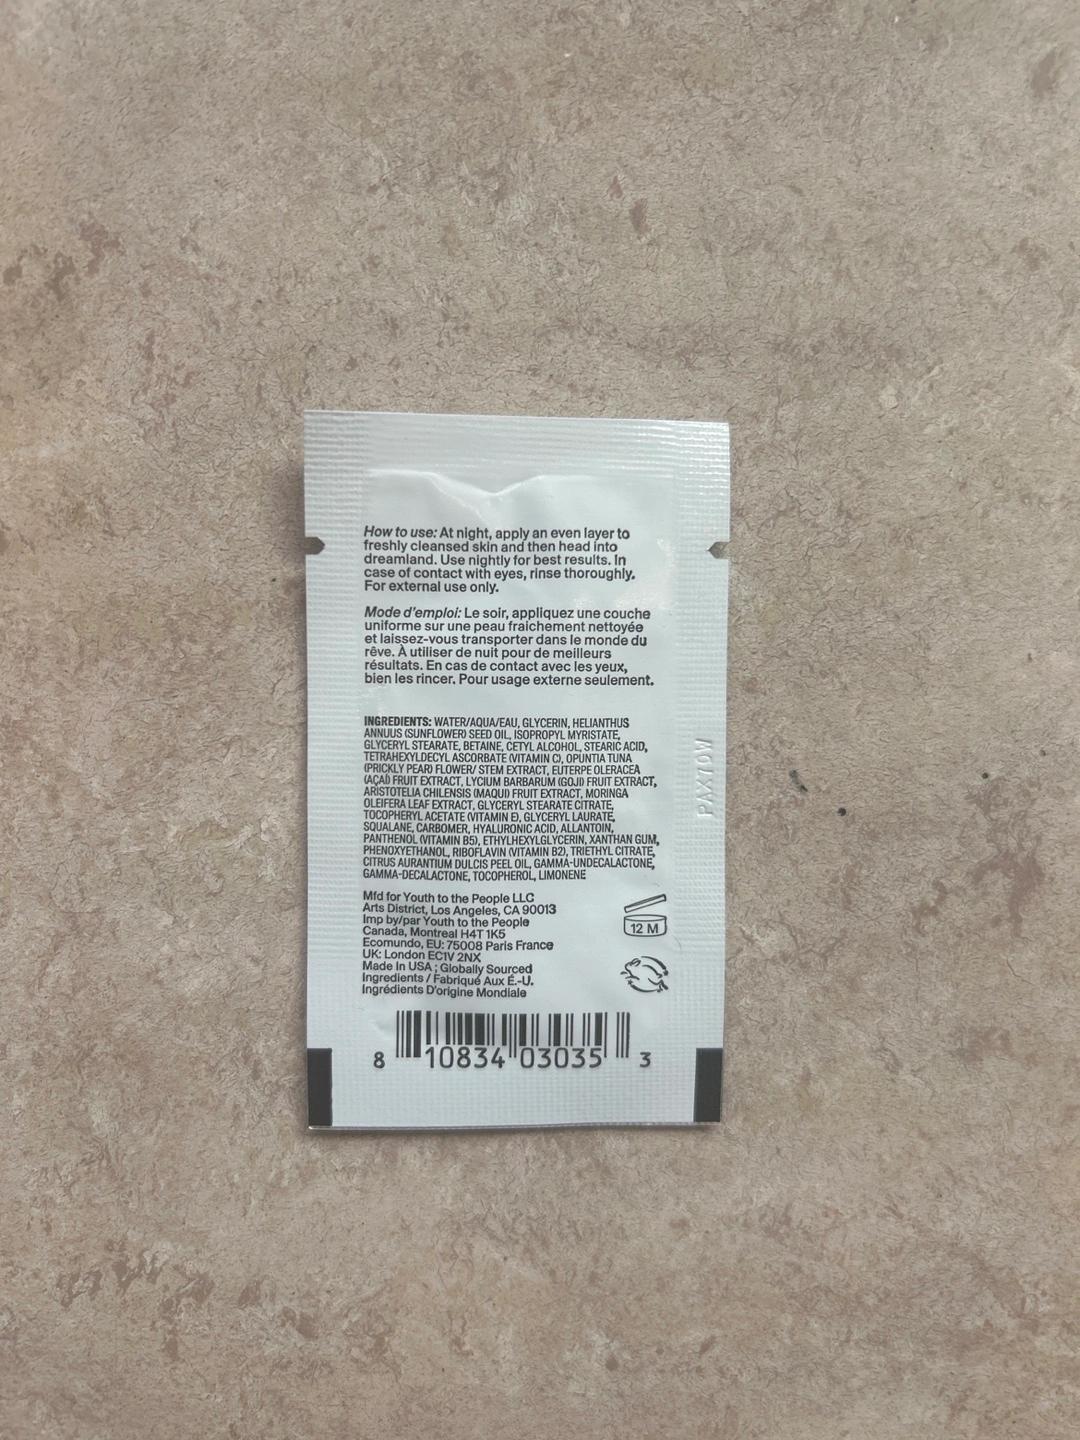 How to use: At night, apply an even layer to
freshly cleansed skin and then head into
dreamland. Use nightly for best results. In
case of contact with eyes, rinse thoroughly.
For external use only.
Mode d'emploi: Le soir, appliquez une couche
uniforme sur une peau fraichement nettoyée
et laissez-vous transporter dans le monde du
rêve. À utiliser de nuit pour de meilleurs
résultats. En cas de contact avec les yeux,
bien les rincer. Pour usage externe seulement.
INGREDIENTS: WATER/AQUA/EAU, GLYCERIN, HELIANTHUS
ANNUUS (SUNFLOWER) SEED OIL, ISOPROPYL MYRISTATE,
GLYCERYL STEARATE, BETAINE, CETYL ALCOHOL, STEARIC ACID,
TETRAHEXYLDECYL ASCORBATE (VITAMIN C), OPUNTIA TUNA
(PRICKLY PEAR) FLOWER/ STEM EXTRACT, EUTERPE OLERACEA
(AÇAÍ) FRUIT EXTRACT, LYCIUM BARBARUM (GOJI) FRUIT EXTRACT,
ARISTOTELIA CHILENSIS (MAQUI) FRUIT EXTRACT, MORINGA
OLEIFERA LEAF EXTRACT, GLYCERYL STEARATE CITRATE,
TOCOPHERYL ACETATE (VITAMIN E), GLYCERYL LAURATE,
SQUALANE, CARBOMER, HYALURONIC ACID, ALLANTOIN,
PANTHENOL (VITAMIN B5), ETHYLHEXYLGLYCERIN, XANTHAN GUM,
PHENOXYETHANOL, RIBOFLAVIN (VITAMIN B2), TRIETHYL CITRATE,
CITRUS AURANTIUM DULCIS PEEL OIL, GAMMA-UNDECALACTONE,
GAMMA-DECALACTONE, TOCOPHEROL, LIMONENE
Mfd for Youth to the People LLC
Arts District, Los Angeles, CA 90013
Imp by/par Youth to the People
Canada, Montreal H4T 1K5
Ecomundo, EU: 75008 Paris France
UK: London EC1V 2NX
Made In USA ; Globally Sourced
Ingredients / Fabriqué Aux É.-U.
Ingrédients D'origine Mondiale
12 M
8 10834 03035 3
PAXTOW